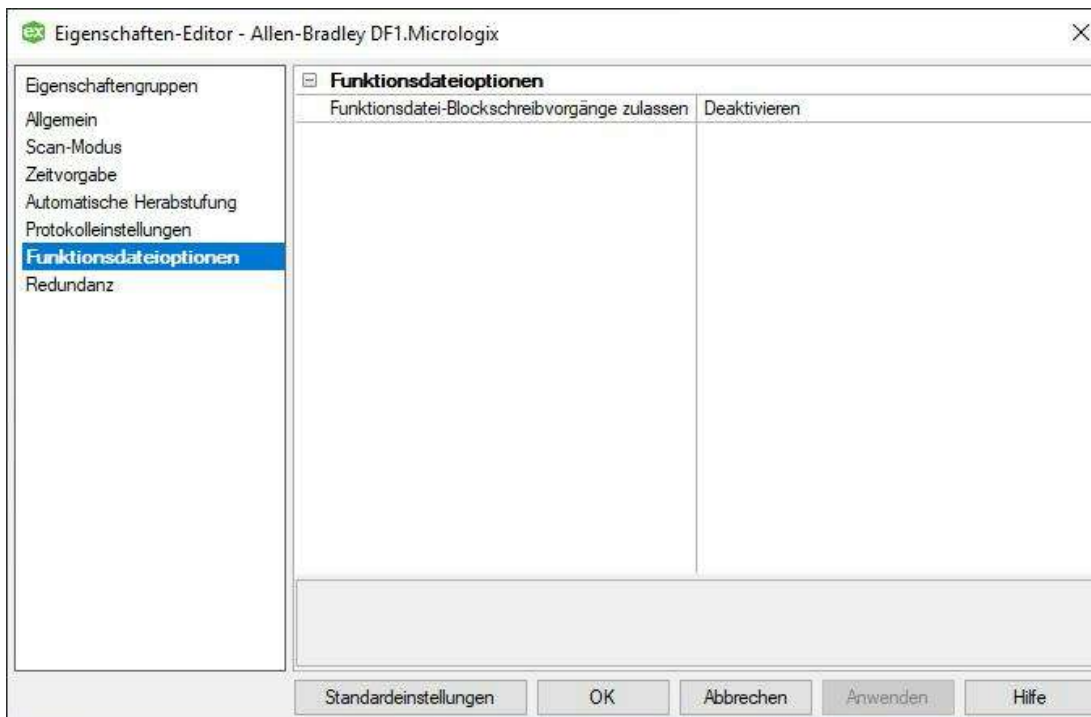 ex Eigenschaften-Editor - Allen-Bradley DF1.Micrologix
Eigenschaftengruppen
Allgemein
Scan-Modus
Zeitvorgabe
Automatische Herabstufung
Protokolleinstellungen
Funktionsdateioptionen
Redundanz
Funktionsdateioptionen
Funktionsdatei-Blockschreibvorgänge zulassen Deaktivieren
Standardeinstellungen OK Abbrechen Anwenden Hilfe